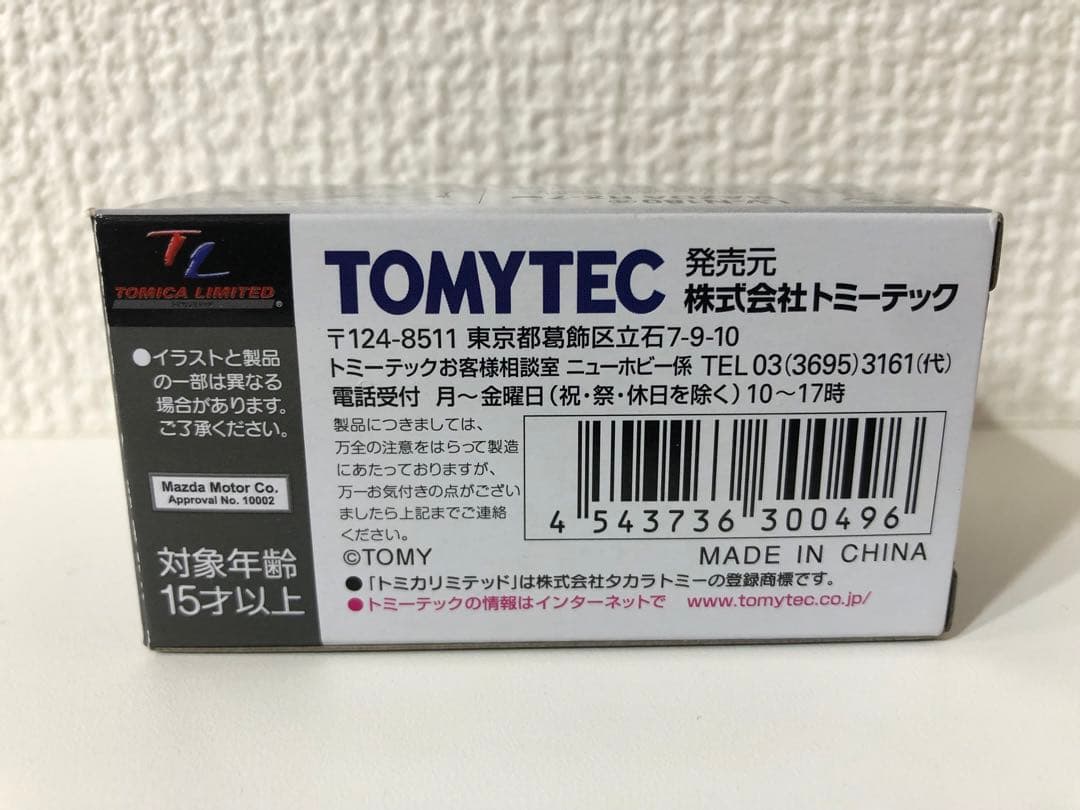 TL
TOMICA LIMITED
®
●イラストと製品
の一部は異なる
場合があります。
ご了承ください。
Mazda Motor Co.
Approval No. 10002
対象年齢
15才以上
TOMYTEC 発売元
株式会社トミーテック
〒124-8511 東京都葛飾区立石7-9-10
トミーテックお客様相談室 ニューホビー係 TEL 03(3695)3161(代)
電話受付 月～金曜日(祝・祭・休日を除く)10～17時
製品につきましては、
万全の注意をはらって製造
にあたっておりますが、
万一お気付きの点がござい
ましたら上記までご連絡
ください。
4 543736 300496
©TOMY MADE IN CHINA
●「トミカリミテッド」は株式会社タカラトミーの登録商標です。
●トミーテックの情報はインターネットで www.tomytec.co.jp/